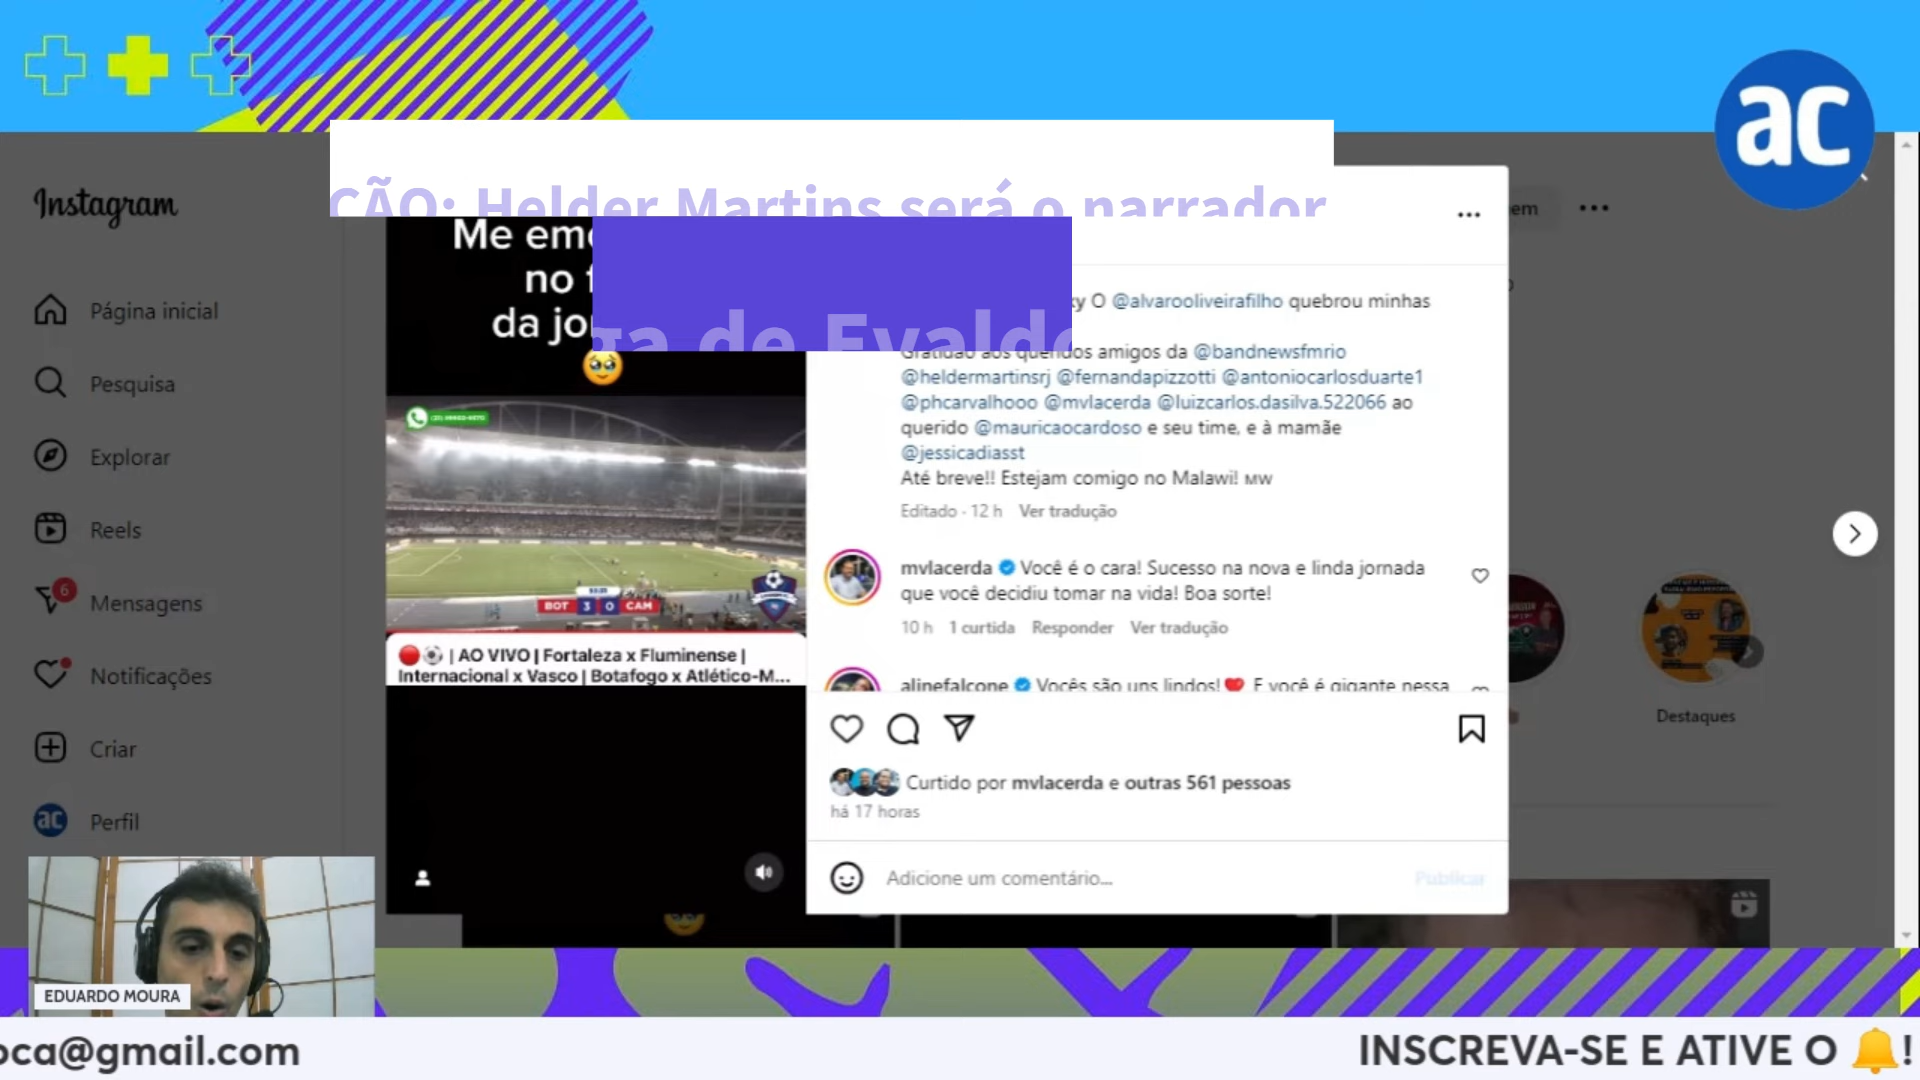 ac
Instagram
Página inicial
Pesquisa
Explorar
Reels
6
Mensagens
Notificações
Criar
ac
Perfil
ÇÃO: Helder Martins será o narrador
ga de Evaldo
Me emo
no f
da jor
BOT 3 0 CAM
| AO VIVO | Fortaleza x Fluminense |
Internacional x Vasco | Botafogo x Atlético-M...
O @alvarooliveirafilho quebrou minhas
Gratidão aos queridos amigos da @bandnewsfmrio
@heldermartinsrj @fernandapizzotti @antoniocarlosduarte1
@phcarvalhooo @mvlacerda @luizcarlos.dasilva.522066 ao
querido @mauricaocardoso e seu time, e à mamãe
@jessicadiasst
Até breve!! Estejam comigo no Malawi! MW
Editado · 12 h Ver tradução
mvlacerda Você é o cara! Sucesso na nova e linda jornada
que você decidiu tomar na vida! Boa sorte!
10 h 1 curtida Responder Ver tradução
alinefalcone Vocês são uns lindos! E você é gigante nessa
Curtido por mvlacerda e outras 561 pessoas
há 17 horas
Adicione um comentário...
Publicar
em
Destaques
EDUARDO MOURA
oca@gmail.com
INSCREVA-SE E ATIVE O 🔔!